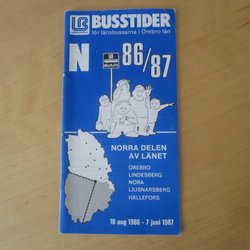 LB BUSSTIDER
för länsbussarna i Örebro län
N 86/87
NORRA DELEN
AV LÄNET
ÖREBRO
LINDESBERG
NORA
LJUSNARSBERG
HÄLLEFORS
18 aug 1986 - 7 juni 1987